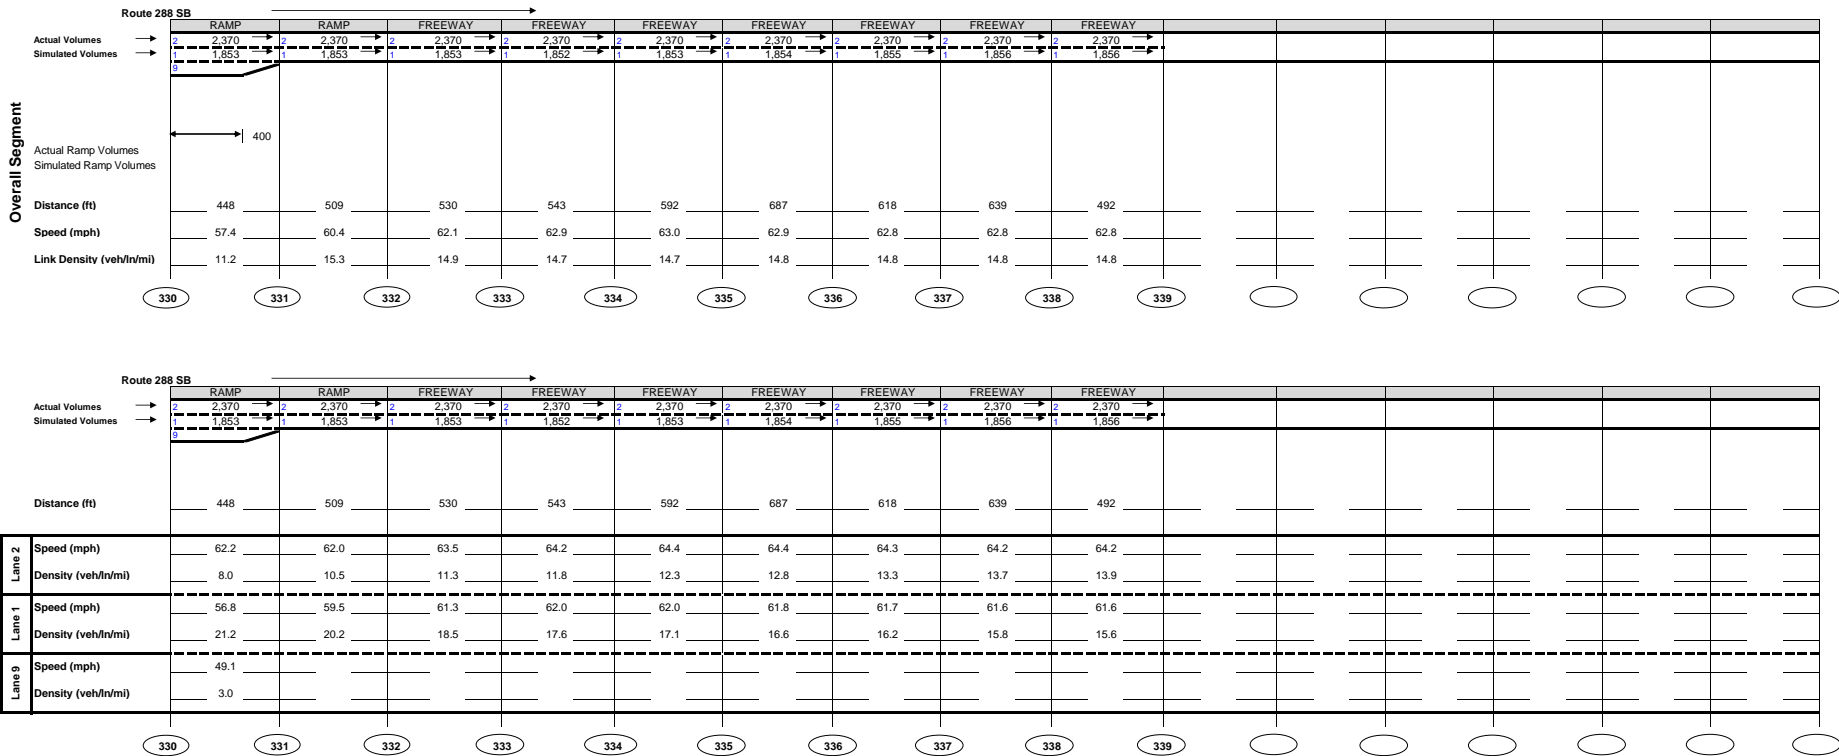 Route 288 SB
RAMP RAMP FREEWAY FREEWAY FREEWAY FREEWAY FREEWAY FREEWAY FREEWAY
Actual Volumes 2 2,370 2 2,370 2 2,370 2 2,370 2 2,370 2 2,370 2 2,370 2 2,370 2 2,370
Simulated Volumes 1 1,853 1 1,853 1 1,853 1 1,852 1 1,853 1 1,854 1 1,855 1 1,856 1 1,856
9
Overall Segment
400
Actual Ramp Volumes
Simulated Ramp Volumes
Distance (ft) 448 509 530 543 592 687 618 639 492
Speed (mph) 57.4 60.4 62.1 62.9 63.0 62.9 62.8 62.8 62.8
Link Density (veh/ln/mi) 11.2 15.3 14.9 14.7 14.7 14.8 14.8 14.8 14.8
330 331 332 333 334 335 336 337 338 339
Route 288 SB
RAMP RAMP FREEWAY FREEWAY FREEWAY FREEWAY FREEWAY FREEWAY FREEWAY
Actual Volumes 2 2,370 2 2,370 2 2,370 2 2,370 2 2,370 2 2,370 2 2,370 2 2,370 2 2,370
Simulated Volumes 1 1,853 1 1,853 1 1,853 1 1,852 1 1,853 1 1,854 1 1,855 1 1,856 1 1,856
9
Distance (ft) 448 509 530 543 592 687 618 639 492
Lane 2
Speed (mph) 62.2 62.0 63.5 64.2 64.4 64.4 64.3 64.2 64.2
Density (veh/ln/mi) 8.0 10.5 11.3 11.8 12.3 12.8 13.3 13.7 13.9
Lane 1
Speed (mph) 56.8 59.5 61.3 62.0 62.0 61.8 61.7 61.6 61.6
Density (veh/ln/mi) 21.2 20.2 18.5 17.6 17.1 16.6 16.2 15.8 15.6
Lane 9
Speed (mph) 49.1
Density (veh/ln/mi) 3.0
330 331 332 333 334 335 336 337 338 339